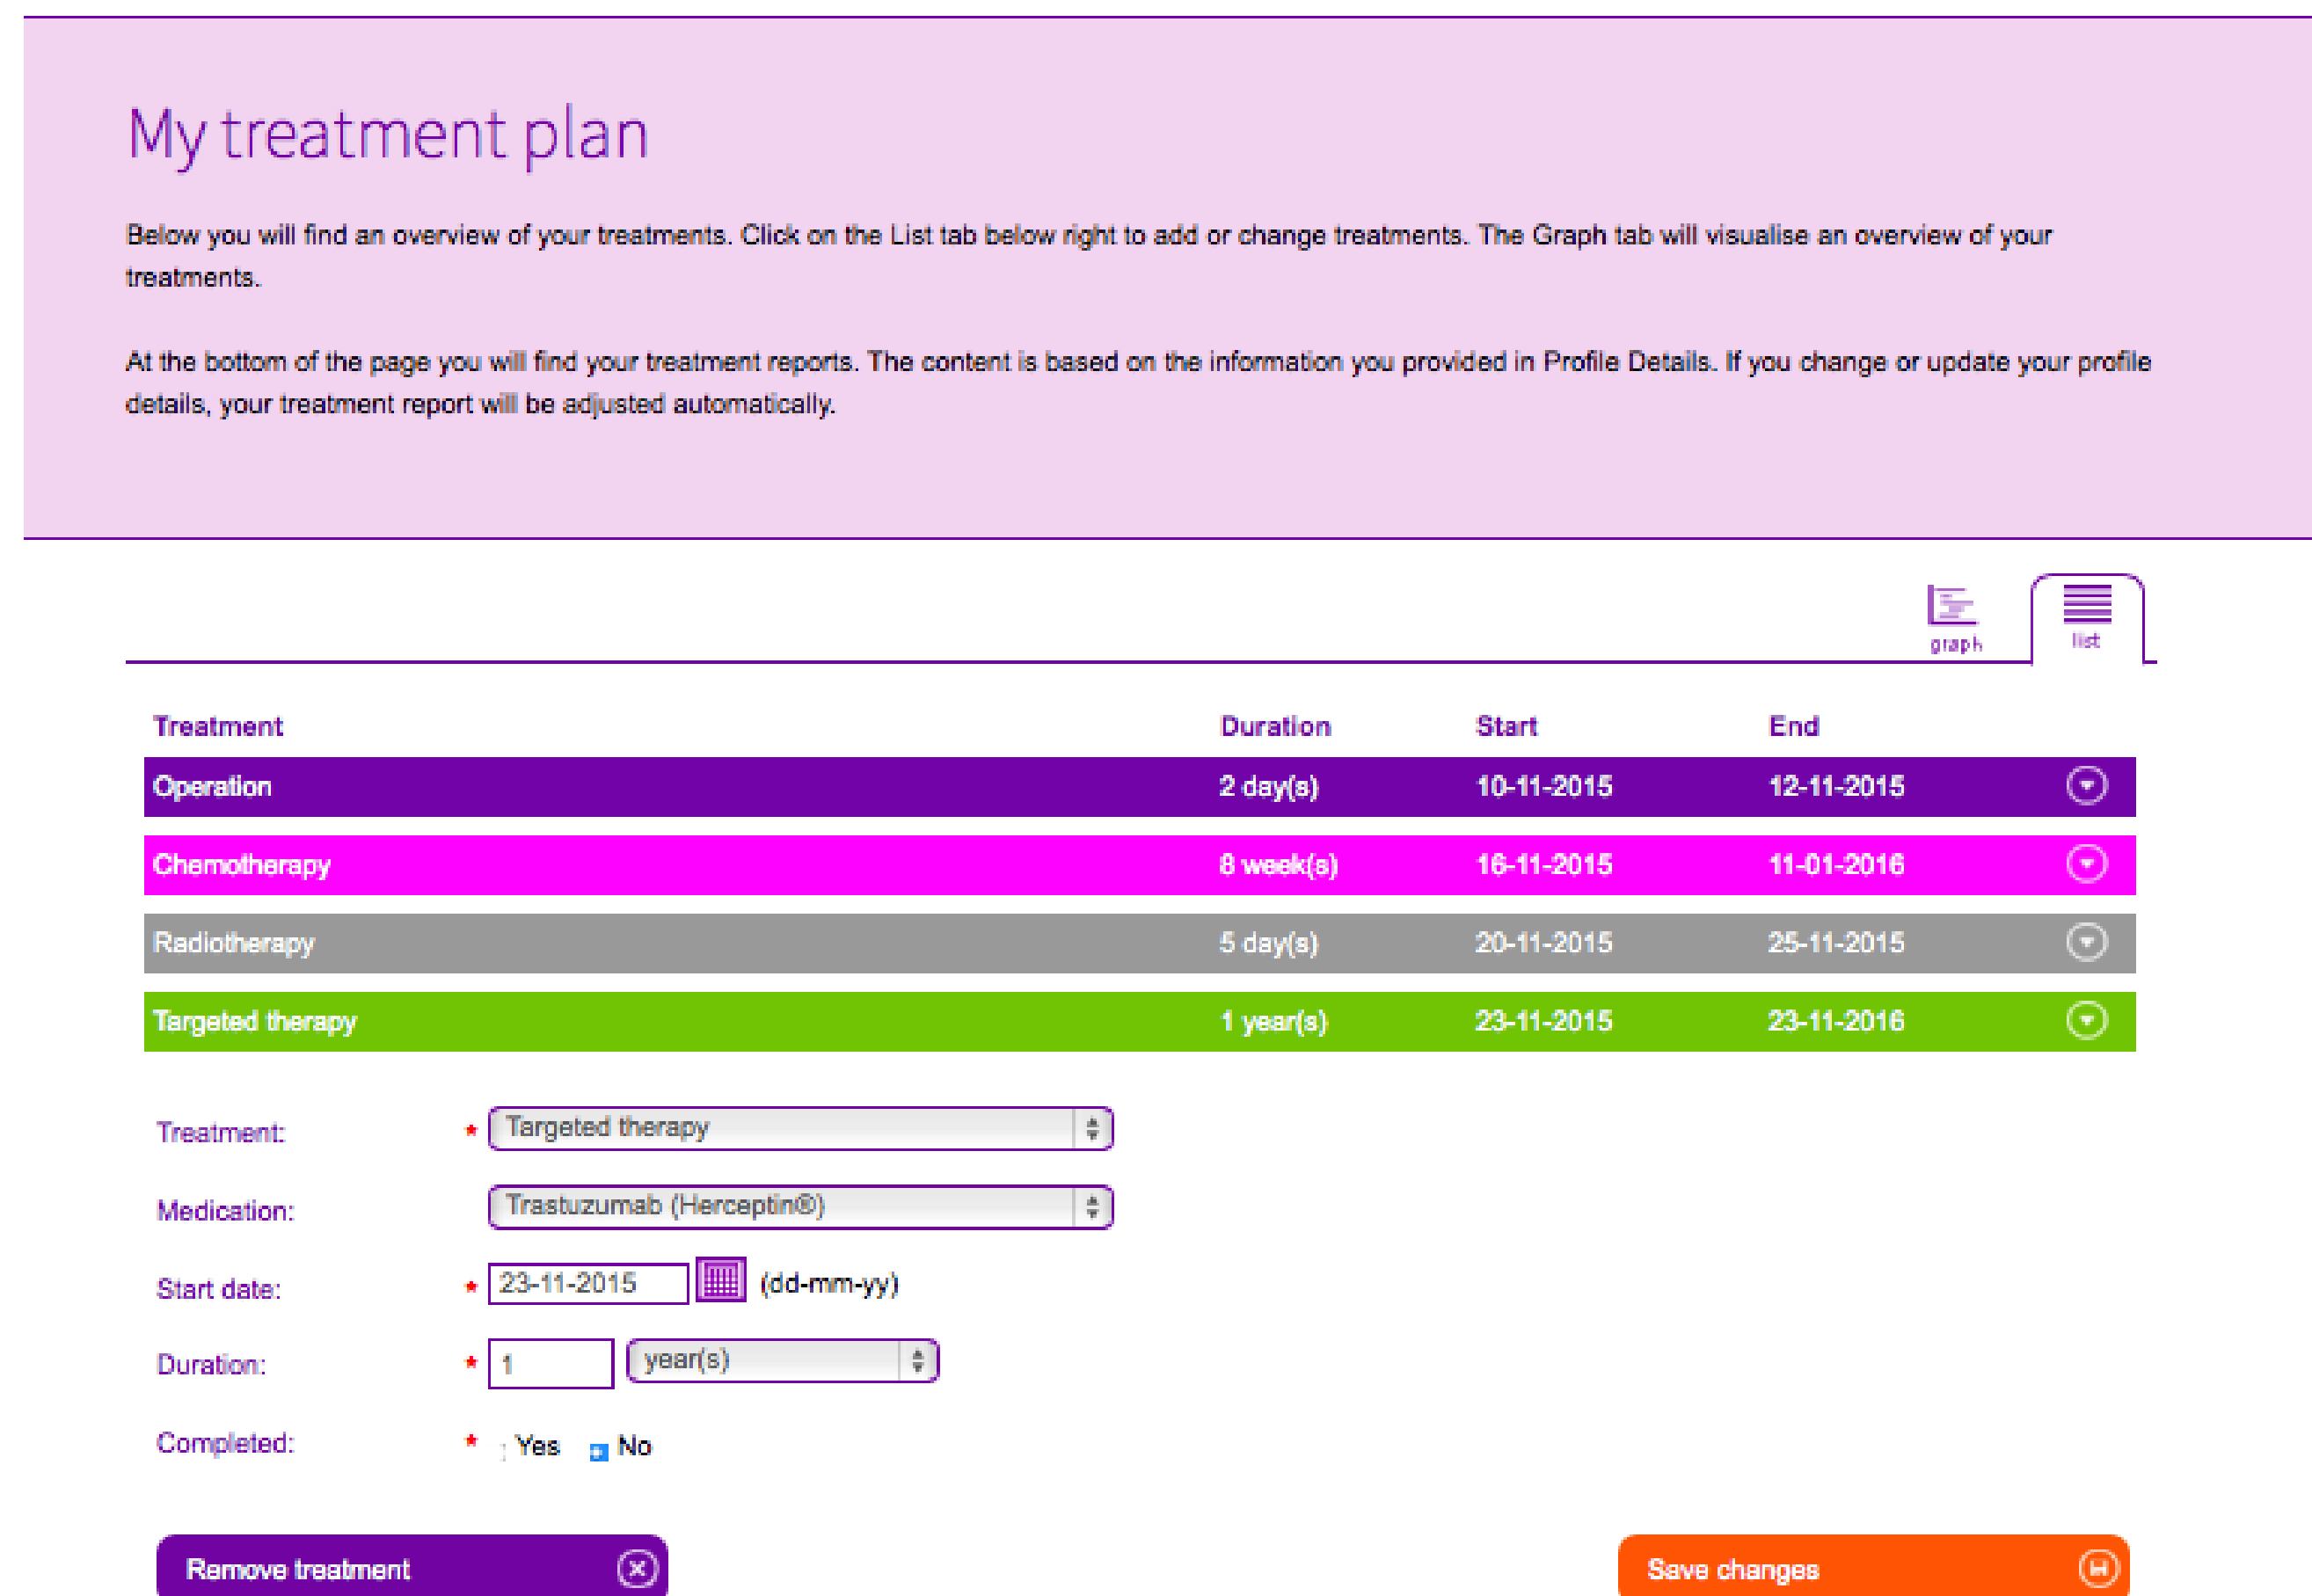 My treatment plan
Below you will find an overview of your treatments. Click on the List tab below right to add or change treatments. The Graph tab will visualise an overview of your
treatments.
At the bottom of the page you will find your treatment reports. The content is based on the information you provided in Profile Details. If you change or update your profile
details, your treatment report will be adjusted automatically.
graph list
Treatment Duration Start End
Operation 2 day(s) 10-11-2015 12-11-2015
Chemotherapy 8 week(s) 16-11-2015 11-01-2016
Radiotherapy 5 day(s) 20-11-2015 25-11-2015
Targeted therapy 1 year(s) 23-11-2015 23-11-2016
Treatment: * Targeted therapy
Medication: Trastuzumab (Herceptin®)
Start date: * 23-11-2015 (dd-mm-yy)
Duration: * 1 year(s)
Completed: * Yes No
Remove treatment Save changes